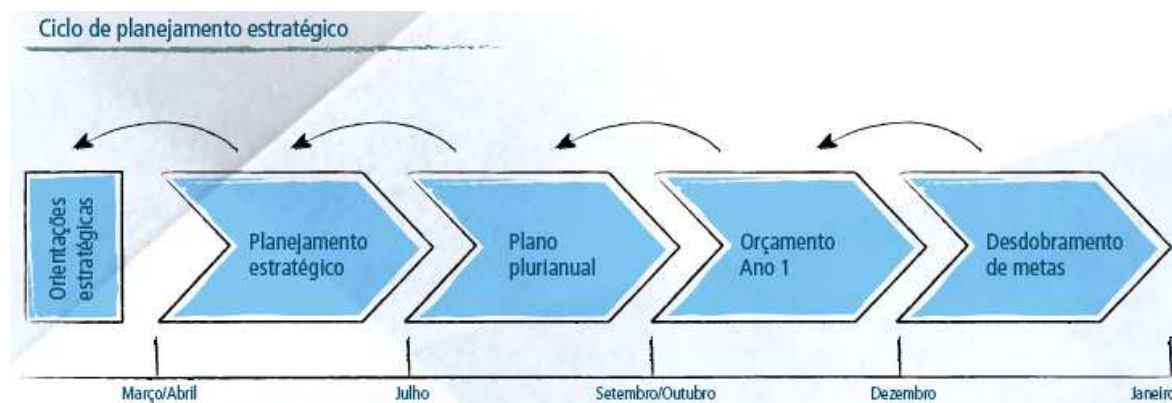 Ciclo de planejamento estratégico
Orientações
estratégicas
Planejamento
estratégico
Plano
plurianual
Orçamento
Ano 1
Desdobramento
de metas
Março/Abril
Julho
Setembro/Outubro
Dezembro
Janeiro